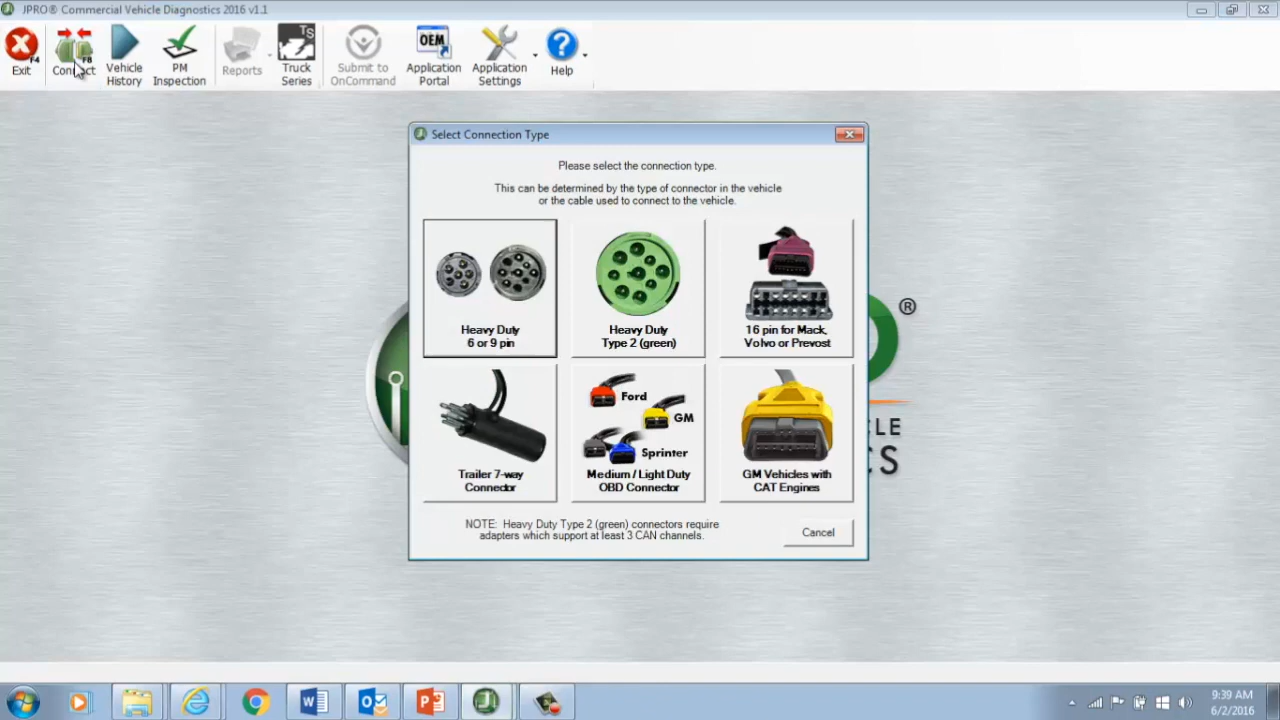 JPRO® Commercial Vehicle Diagnostics 2016 v1.1
F4
Exit
F8
Connect
Vehicle
History
PM
Inspection
Reports
TS
Truck
Series
Submit to
OnCommand
OEM
Application
Portal
Application
Settings
Help
Select Connection Type
Please select the connection type.
This can be determined by the type of connector in the vehicle
or the cable used to connect to the vehicle.
Heavy Duty
6 or 9 pin
Heavy Duty
Type 2 (green)
16 pin for Mack,
Volvo or Prevost
®
Trailer 7-way
Connector
Ford
GM
Sprinter
Medium / Light Duty
OBD Connector
GM Vehicles with
CAT Engines
CLE
CS
NOTE: Heavy Duty Type 2 (green) connectors require
adapters which support at least 3 CAN channels.
Cancel
9:39 AM
6/2/2016